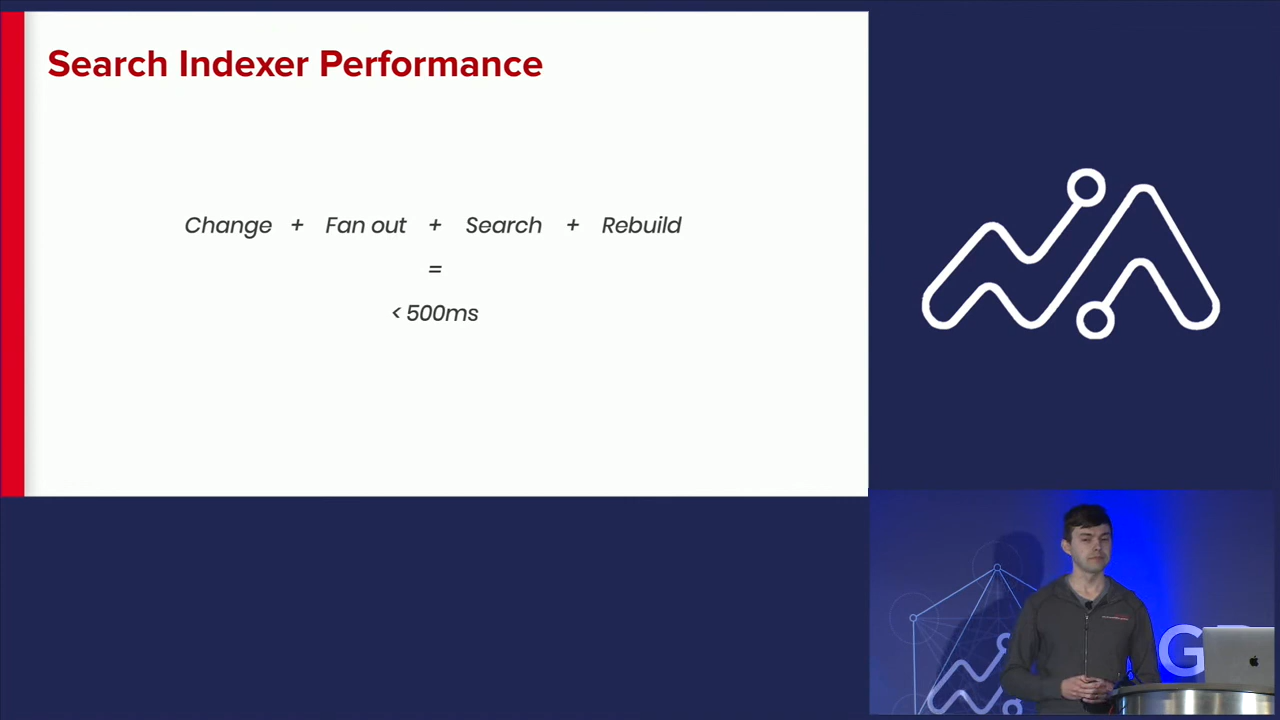 Search Indexer Performance
Change + Fan out + Search + Rebuild
=
< 500ms